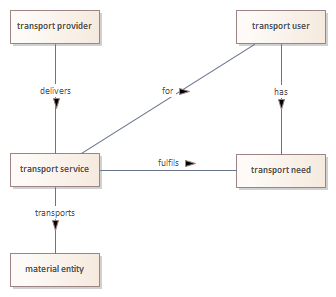 transport provider
transport user
delivers
for
has
transport service
fulfils
transport need
transports
material entity